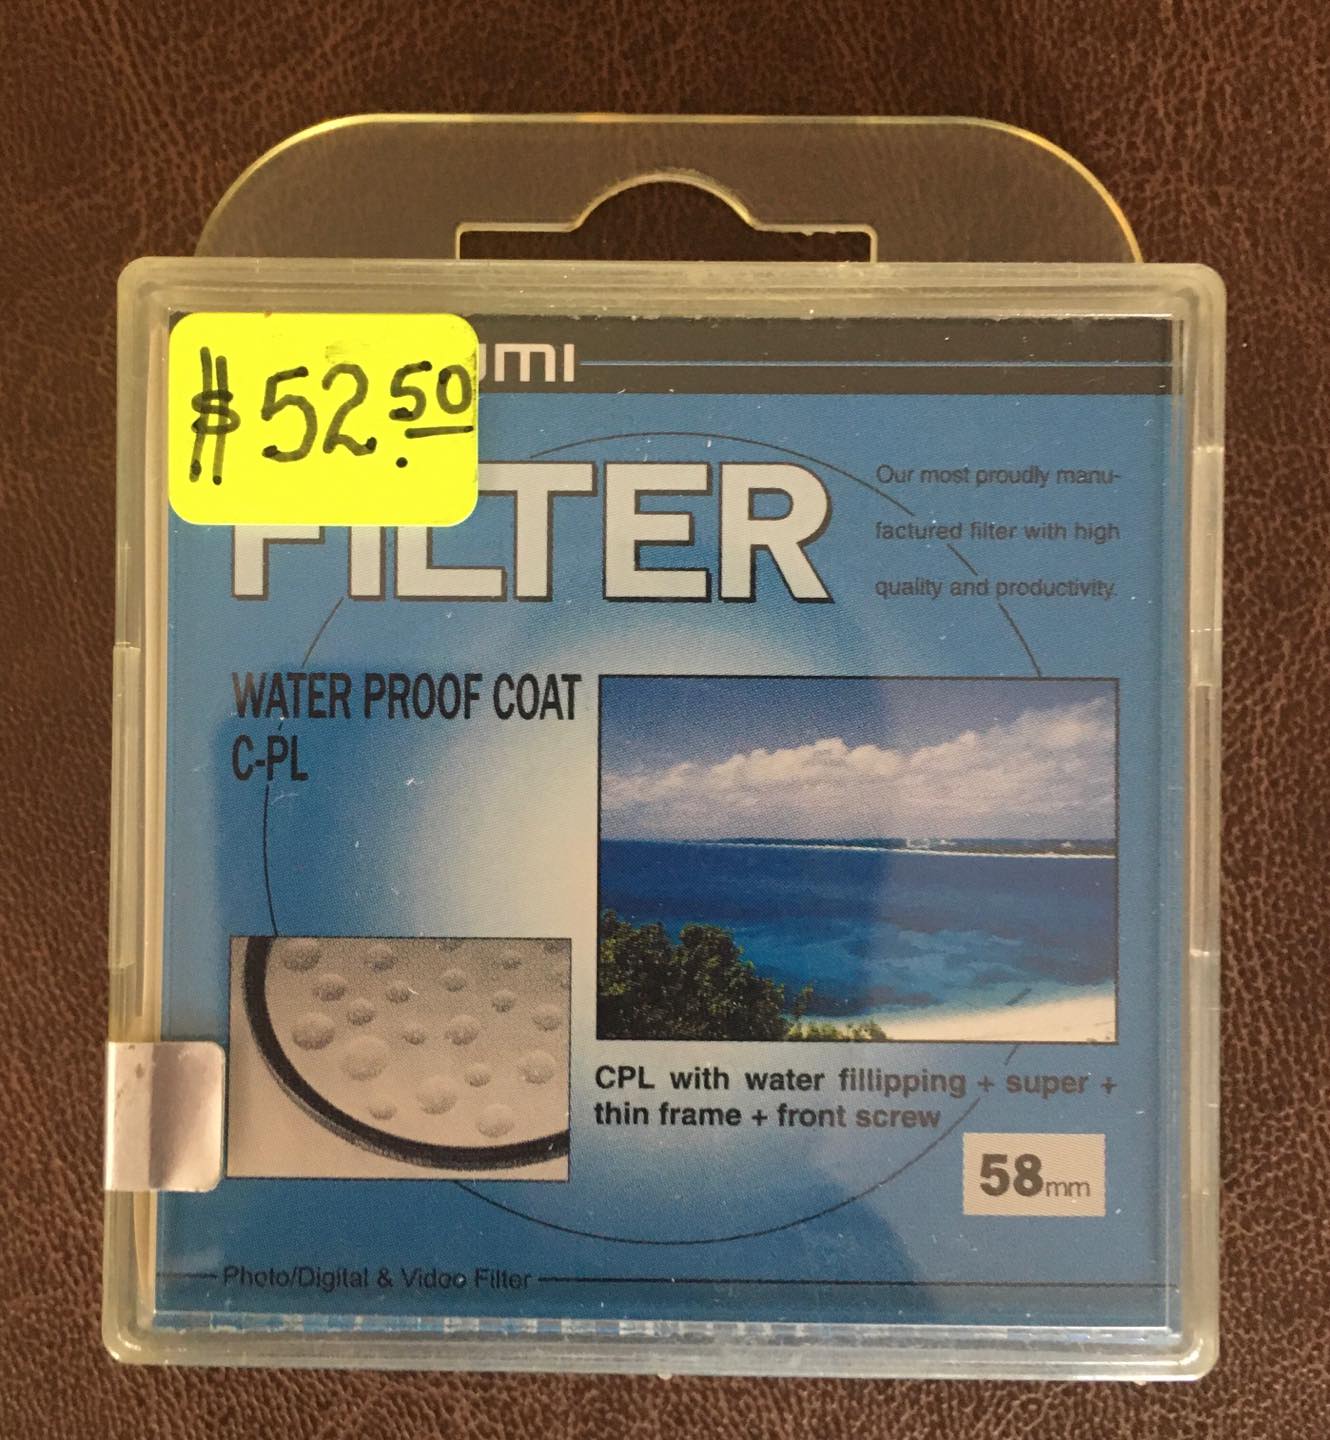 $52.50
UMI
FILTER
Our most proudly manu-
factured filter with high
quality and productivity.
WATER PROOF COAT
C-PL
CPL with water fillipping + super +
thin frame + front screw
58mm
Photo/Digital & Video Filter